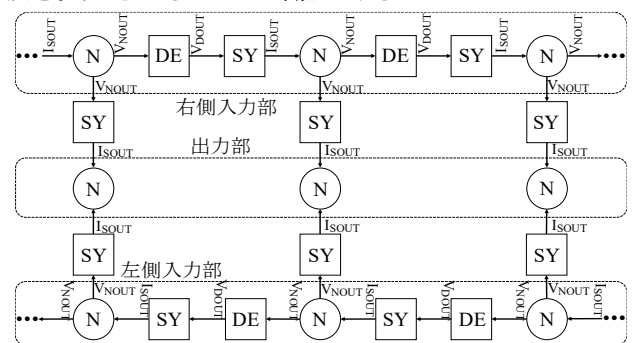 ••• ISOUT N VNOUT DE VDOUT SY ISOUT N VNOUT DE VDOUT SY ISOUT N VNOUT •••
VNOUT VNOUT VNOUT
右側入力部
SY SY SY
ISOUT ISOUT ISOUT
出力部
N N N
ISOUT ISOUT ISOUT
SY SY SY
左側入力部
VNOUT VNOUT VNOUT
••• VNOUT N ISOUT SY VDOUT DE VNOUT N ISOUT SY VDOUT DE VNOUT N ISOUT •••